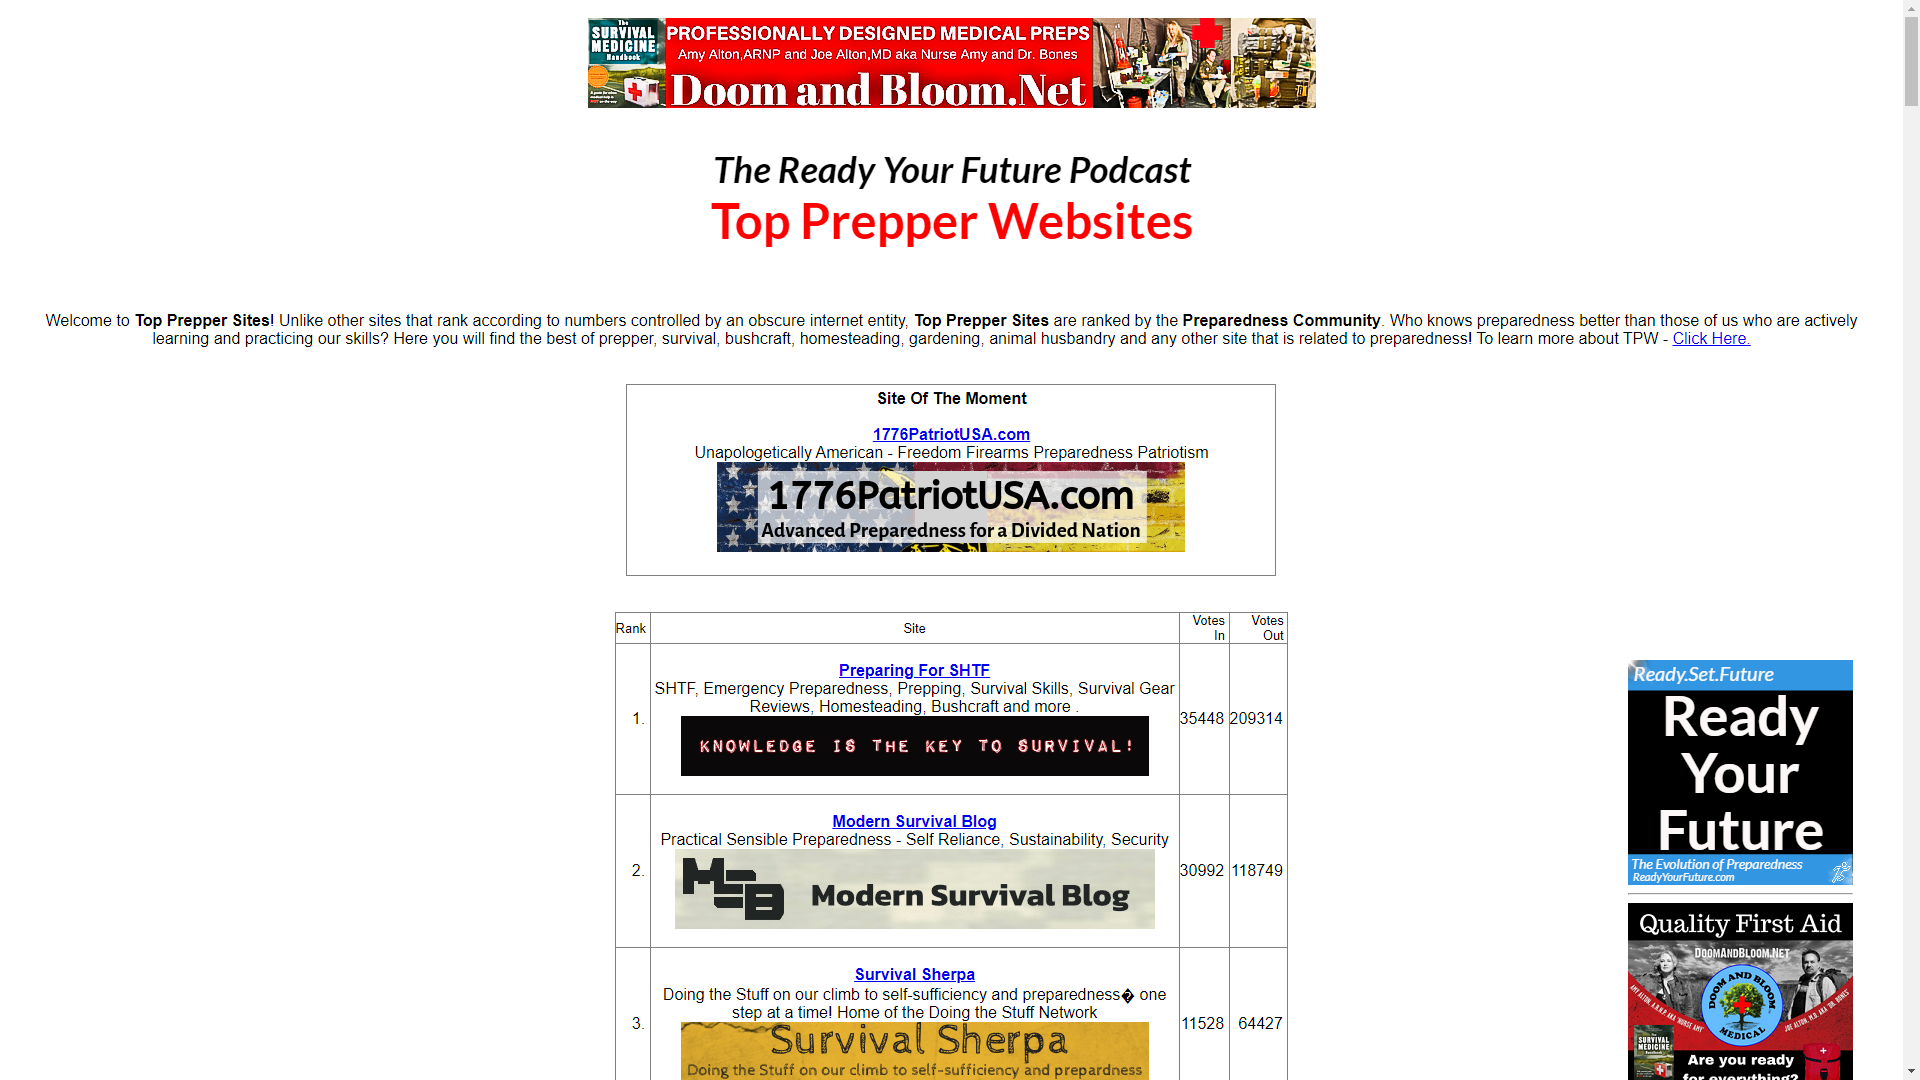 The
SURVIVAL
MEDICINE
Handbook
PROFESSIONALLY DESIGNED MEDICAL PREPS
Amy Alton,ARNP and Joe Alton,MD aka Nurse Amy and Dr. Bones
Doom and Bloom.Net
The Ready Your Future Podcast
Top Prepper Websites
Welcome to Top Prepper Sites! Unlike other sites that rank according to numbers controlled by an obscure internet entity, Top Prepper Sites are ranked by the Preparedness Community. Who knows preparedness better than those of us who are actively
learning and practicing our skills? Here you will find the best of prepper, survival, bushcraft, homesteading, gardening, animal husbandry and any other site that is related to preparedness! To learn more about TPW - Click Here.
Site Of The Moment
1776PatriotUSA.com
Unapologetically American - Freedom Firearms Preparedness Patriotism
1776PatriotUSA.com
Advanced Preparedness for a Divided Nation
Rank Site Votes In Votes Out
Preparing For SHTF
SHTF, Emergency Preparedness, Prepping, Survival Skills, Survival Gear
Reviews, Homesteading, Bushcraft and more .
1. 35448 209314
KNOWLEDGE IS THE KEY TO SURVIVAL!
Modern Survival Blog
Practical Sensible Preparedness - Self Reliance, Sustainability, Security
2. 30992 118749
MSB Modern Survival Blog
Survival Sherpa
Doing the Stuff on our climb to self-sufficiency and preparedness� one
step at a time! Home of the Doing the Stuff Network
3. 11528 64427
Survival Sherpa
Doing the Stuff on our climb to self-sufficiency and prepardness
Ready.Set.Future
Ready
Your
Future
The Evolution of Preparedness
ReadyYourFuture.com
Quality First Aid
DOOMANDBLOOM.NET
AMY ALTON, A.R.N.P. AKA "NURSE AMY"
DOOM AND BLOOM
MEDICAL
JOE ALTON, M.D. AKA "DR. BONES"
SURVIVAL
MEDICINE
Are you ready
for everything?